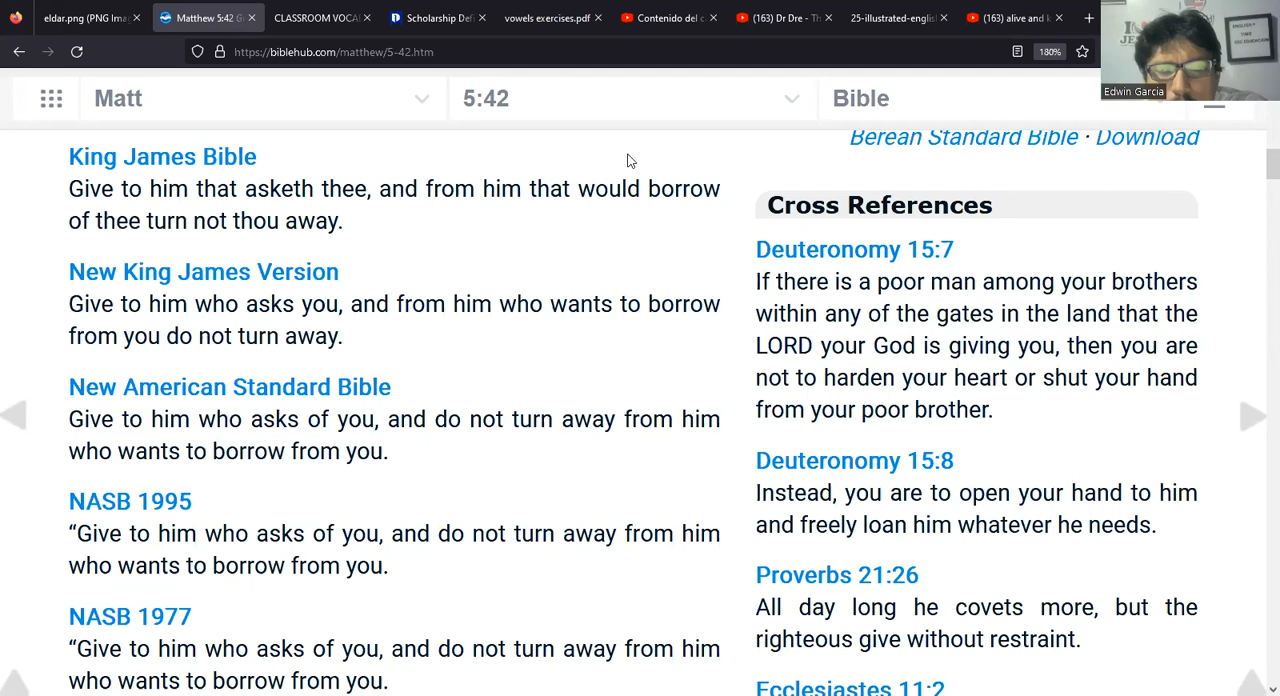 eldar.png (PNG Ima
Matthew 5:42 G
CLASSROOM VOCA
Scholarship Def
vowels exercises.pdf
Contenido del c
(163) Dr Dre - Th
25-illustrated-englis
(163) alive and k
https://biblehub.com/matthew/5-42.htm
180%
Edwin Garcia
Matt
5:42
Bible
King James Bible
Give to him that asketh thee, and from him that would borrow
of thee turn not thou away.
New King James Version
Give to him who asks you, and from him who wants to borrow
from you do not turn away.
New American Standard Bible
Give to him who asks of you, and do not turn away from him
who wants to borrow from you.
NASB 1995
“Give to him who asks of you, and do not turn away from him
who wants to borrow from you.
NASB 1977
“Give to him who asks of you, and do not turn away from him
who wants to borrow from you.
Berean Standard Bible · Download
Cross References
Deuteronomy 15:7
If there is a poor man among your brothers
within any of the gates in the land that the
LORD your God is giving you, then you are
not to harden your heart or shut your hand
from your poor brother.
Deuteronomy 15:8
Instead, you are to open your hand to him
and freely loan him whatever he needs.
Proverbs 21:26
All day long he covets more, but the
righteous give without restraint.
Ecclesiastes 11:2